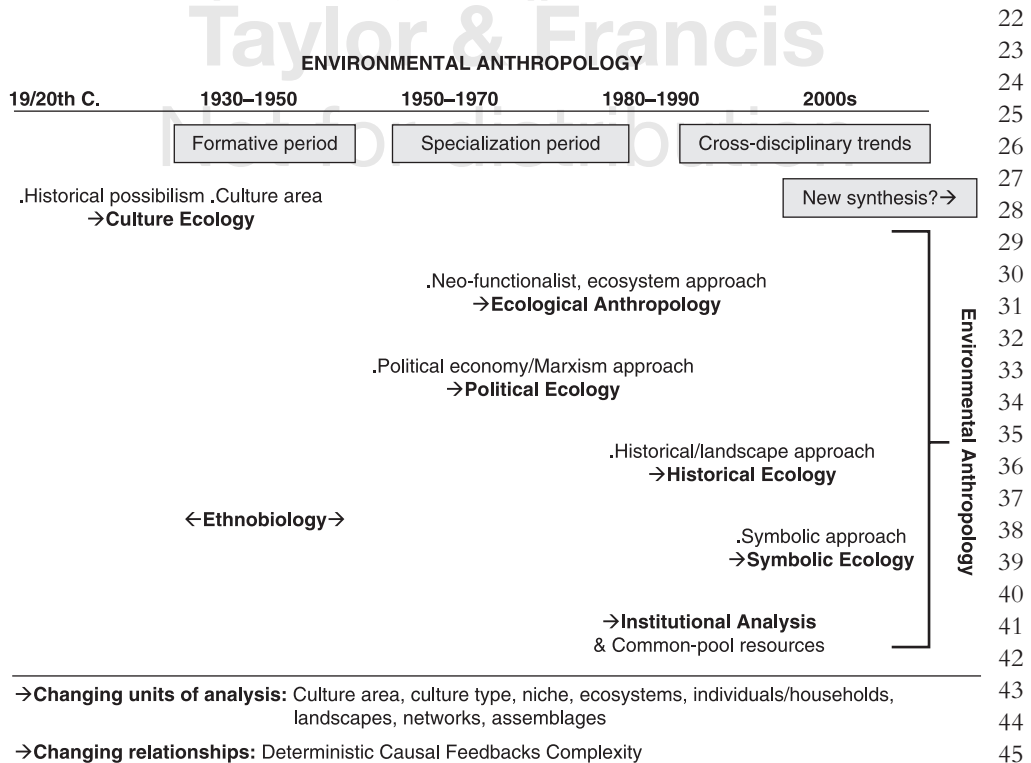 Taylor & Francis
Not for distribution
ENVIRONMENTAL ANTHROPOLOGY
19/20th C. 1930–1950 1950–1970 1980–1990 2000s
Formative period Specialization period Cross-disciplinary trends
New synthesis?→
.Historical possibilism .Culture area
→Culture Ecology
.Neo-functionalist, ecosystem approach
→Ecological Anthropology
.Political economy/Marxism approach
→Political Ecology
.Historical/landscape approach
→Historical Ecology
←Ethnobiology→
.Symbolic approach
→Symbolic Ecology
→Institutional Analysis
& Common-pool resources
Environmental Anthropology
→Changing units of analysis: Culture area, culture type, niche, ecosystems, individuals/households,
landscapes, networks, assemblages
→Changing relationships: Deterministic Causal Feedbacks Complexity
22
23
24
25
26
27
28
29
30
31
32
33
34
35
36
37
38
39
40
41
42
43
44
45